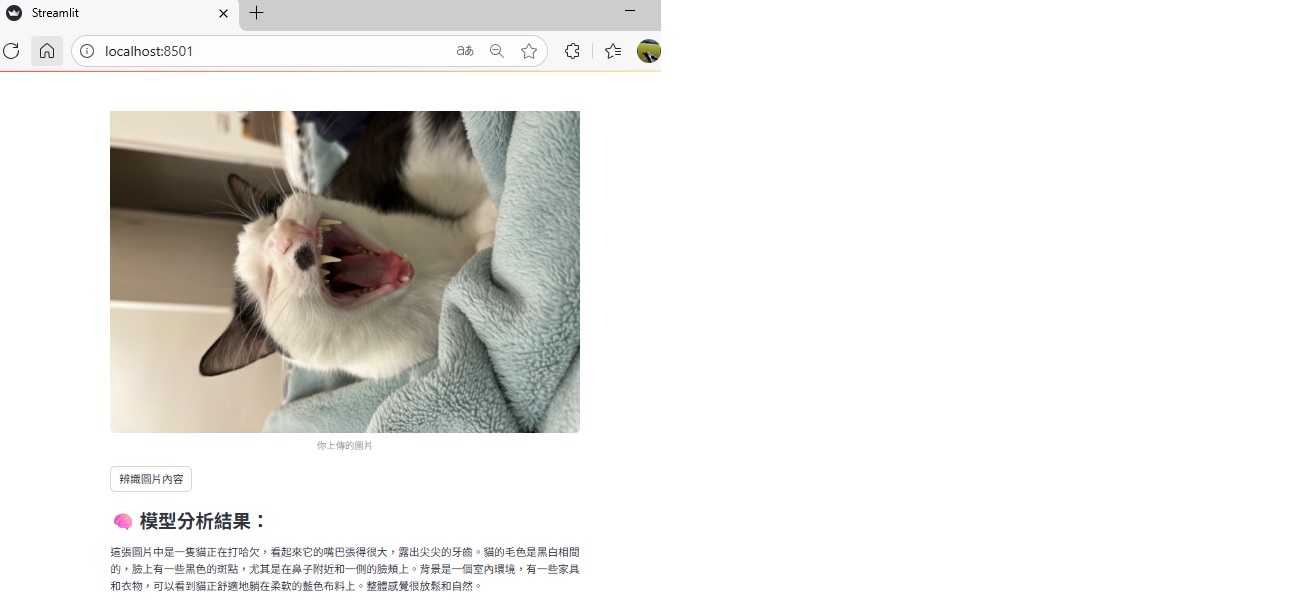 Streamlit
localhost:8501
aあ
你上傳的圖片
辨識圖片內容
模型分析結果：
這張圖片中是一隻貓正在打哈欠，看起來它的嘴巴張得很大，露出尖尖的牙齒。貓的毛色是黑白相間
的，臉上有一些黑色的斑點，尤其是在鼻子附近和一側的臉頰上。背景是一個室內環境，有一些家具
和衣物，可以看到貓正舒適地躺在柔軟的藍色布料上。整體感覺很放鬆和自然。